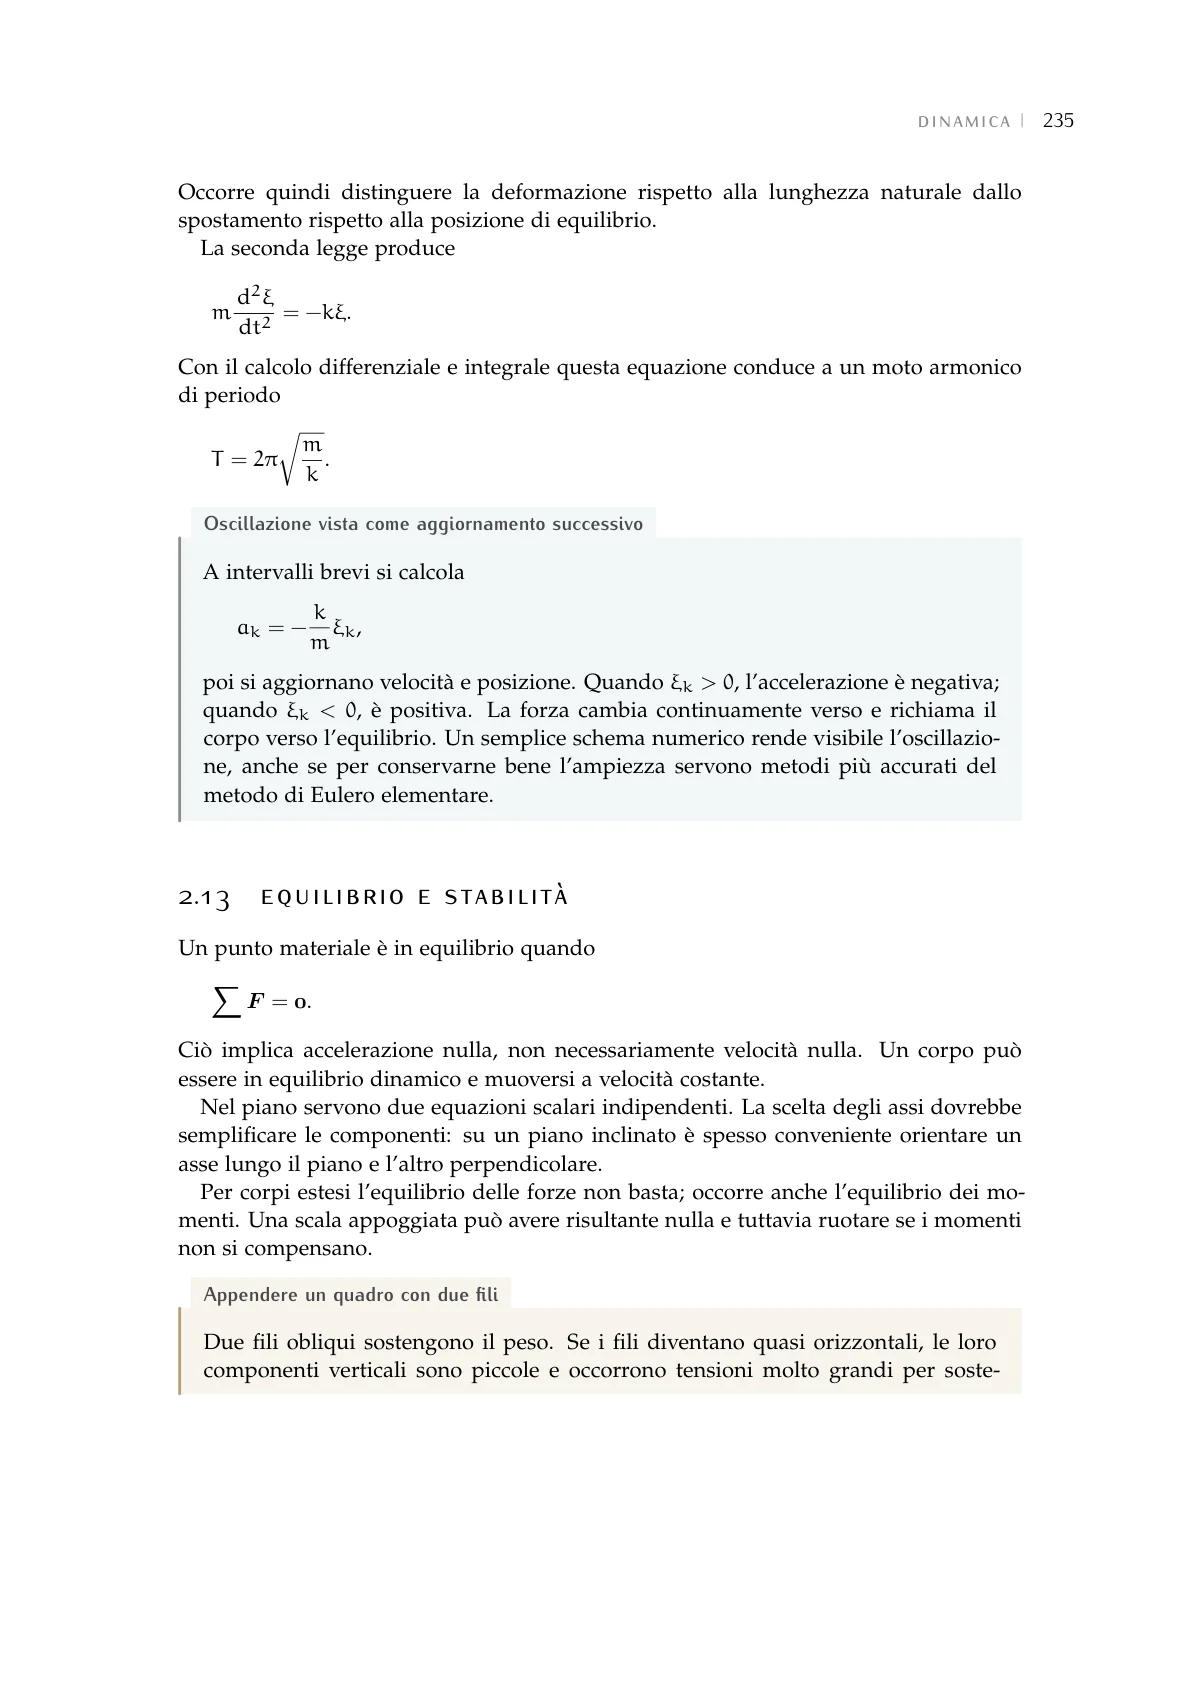 DINAMICA | 235
Occorre quindi distinguere la deformazione rispetto alla lunghezza naturale dallo
spostamento rispetto alla posizione di equilibrio.
La seconda legge produce
m d²ξ/dt² = −kξ.
Con il calcolo differenziale e integrale questa equazione conduce a un moto armonico
di periodo
T = 2π√(m/k).
Oscillazione vista come aggiornamento successivo
A intervalli brevi si calcola
aₖ = −(k/m)ξₖ,
poi si aggiornano velocità e posizione. Quando ξₖ > 0, l’accelerazione è negativa;
quando ξₖ < 0, è positiva. La forza cambia continuamente verso e richiama il
corpo verso l’equilibrio. Un semplice schema numerico rende visibile l’oscillazio-
ne, anche se per conservarne bene l’ampiezza servono metodi più accurati del
metodo di Eulero elementare.
2.13 EQUILIBRIO E STABILITÀ
Un punto materiale è in equilibrio quando
∑ F = 0.
Ciò implica accelerazione nulla, non necessariamente velocità nulla. Un corpo può
essere in equilibrio dinamico e muoversi a velocità costante.
Nel piano servono due equazioni scalari indipendenti. La scelta degli assi dovrebbe
semplificare le componenti: su un piano inclinato è spesso conveniente orientare un
asse lungo il piano e l’altro perpendicolare.
Per corpi estesi l’equilibrio delle forze non basta; occorre anche l’equilibrio dei mo-
menti. Una scala appoggiata può avere risultante nulla e tuttavia ruotare se i momenti
non si compensano.
Appendere un quadro con due fili
Due fili obliqui sostengono il peso. Se i fili diventano quasi orizzontali, le loro
componenti verticali sono piccole e occorrono tensioni molto grandi per soste-